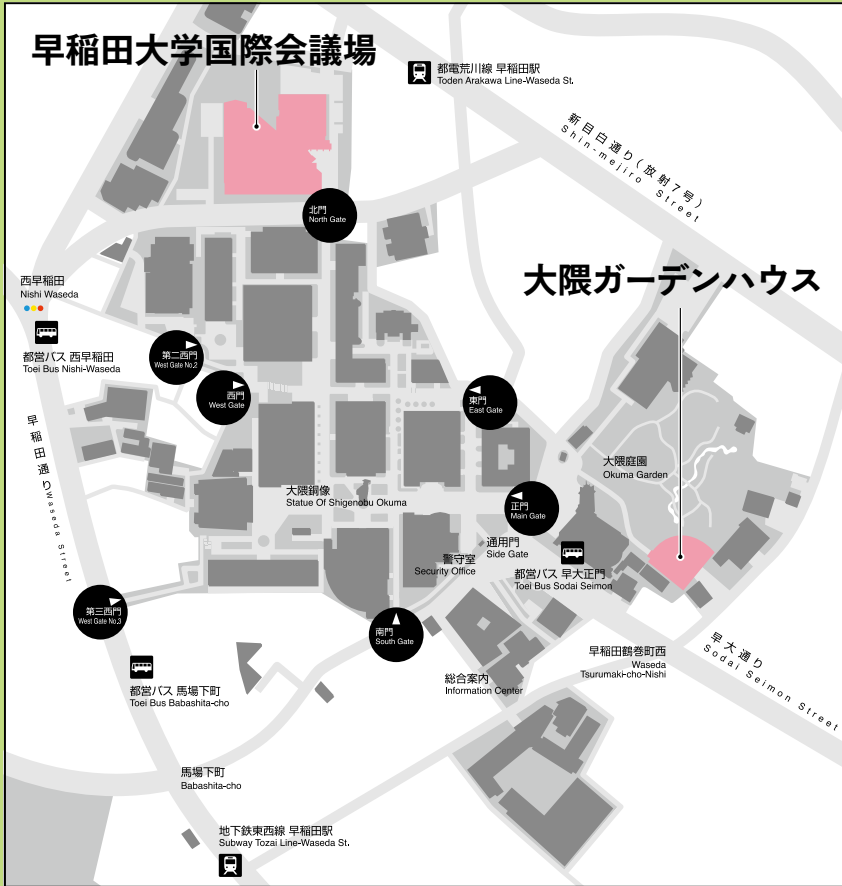 早稲田大学国際会議場
都電荒川線 早稲田駅
Toden Arakawa Line-Waseda St.
新目白通り(放射7号)
Shin-mejiro Street
北門
North Gate
大隈ガーデンハウス
西早稲田
Nishi Waseda
都営バス 西早稲田
Toei Bus Nishi-Waseda
第二西門
West Gate No.2
西門
West Gate
東門
East Gate
早稲田通り
Waseda Street
大隈庭園
Okuma Garden
大隈銅像
Statue Of Shigenobu Okuma
正門
Main Gate
通用門
Side Gate
警守室
Security Office
都営バス 早大正門
Toei Bus Sodai Seimon
第三西門
West Gate No.3
南門
South Gate
早稲田鶴巻町西
Waseda
Tsurumaki-cho-Nishi
早大通り
Sodai Seimon Street
総合案内
Information Center
都営バス 馬場下町
Toei Bus Babashita-cho
馬場下町
Babashita-cho
地下鉄東西線 早稲田駅
Subway Tozai Line-Waseda St.